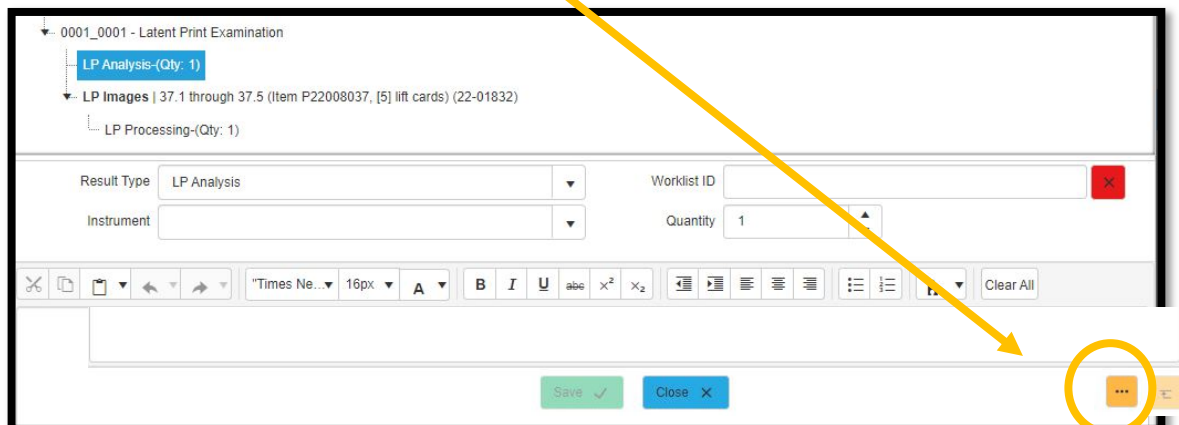 0001_0001 - Latent Print Examination
LP Analysis-(Qty: 1)
LP Images | 37.1 through 37.5 (Item P22008037, [5] lift cards) (22-01832)
LP Processing-(Qty: 1)
Result Type LP Analysis Worklist ID
Instrument Quantity 1
"Times Ne... 16px A B I U abc x² x₂ Clear All
Save Close